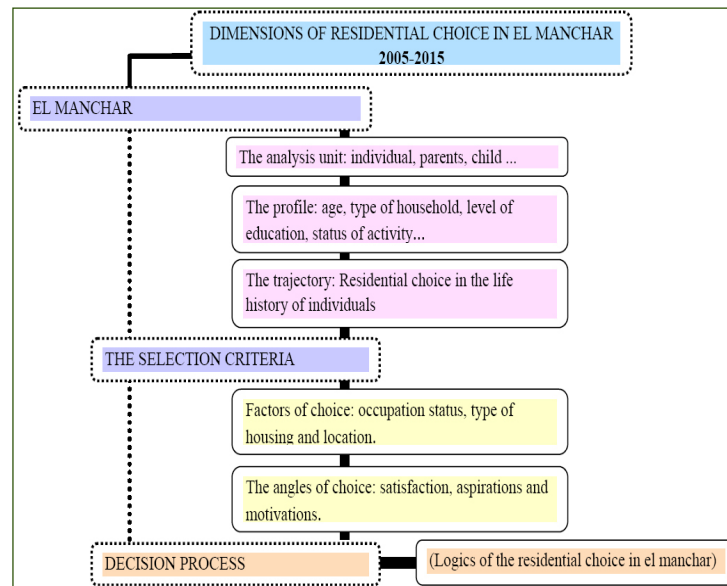 DIMENSIONS OF RESIDENTIAL CHOICE IN EL MANCHAR
2005-2015
EL MANCHAR
The analysis unit: individual, parents, child ...
The profile: age, type of household, level of
education, status of activity...
The trajectory: Residential choice in the life
history of individuals
THE SELECTION CRITERIA
Factors of choice: occupation status, type of
housing and location.
The angles of choice: satisfaction, aspirations and
motivations.
DECISION PROCESS
(Logics of the residential choice in el manchar)